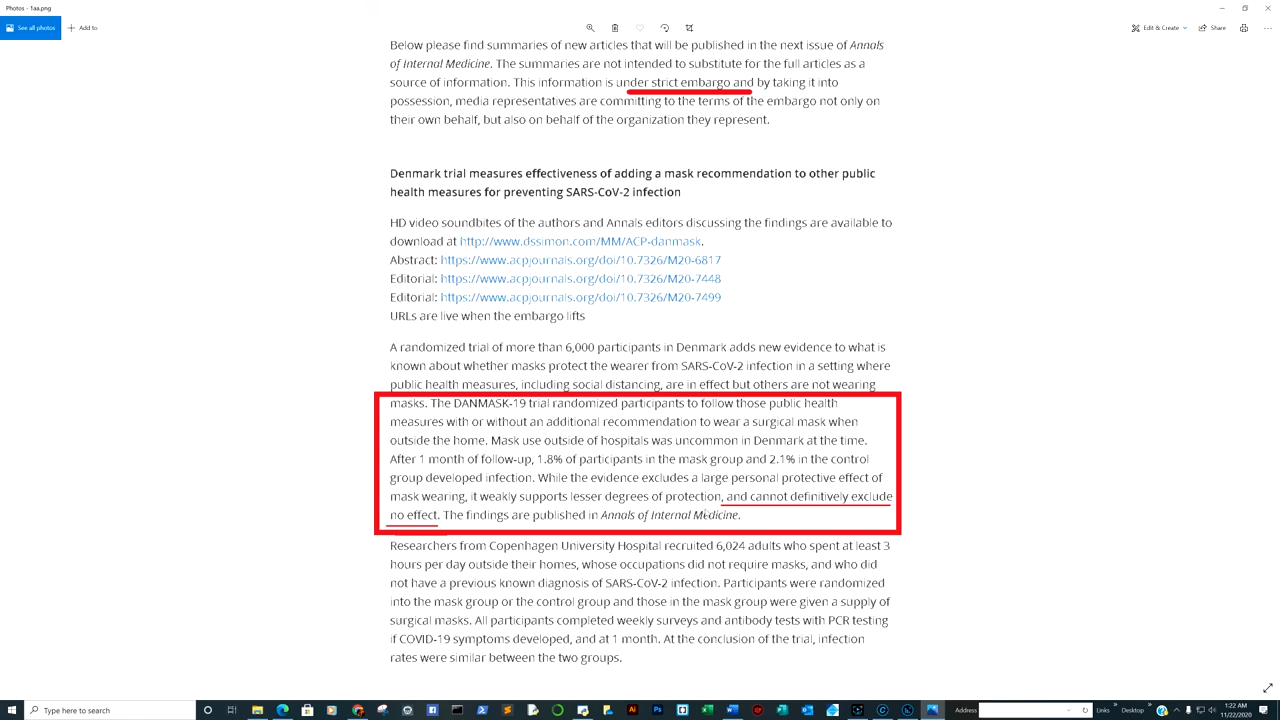 Photos - 1aa.png
See all photos
Add to
Edit & Create
Share
Below please find summaries of new articles that will be published in the next issue of Annals
of Internal Medicine. The summaries are not intended to substitute for the full articles as a
source of information. This information is under strict embargo and by taking it into
possession, media representatives are committing to the terms of the embargo not only on
their own behalf, but also on behalf of the organization they represent.
Denmark trial measures effectiveness of adding a mask recommendation to other public
health measures for preventing SARS-CoV-2 infection
HD video soundbites of the authors and Annals editors discussing the findings are available to
download at http://www.dssimon.com/MM/ACP-danmask.
Abstract: https://www.acpjournals.org/doi/10.7326/M20-6817
Editorial: https://www.acpjournals.org/doi/10.7326/M20-7448
Editorial: https://www.acpjournals.org/doi/10.7326/M20-7499
URLs are live when the embargo lifts
A randomized trial of more than 6,000 participants in Denmark adds new evidence to what is
known about whether masks protect the wearer from SARS-CoV-2 infection in a setting where
public health measures, including social distancing, are in effect but others are not wearing
masks. The DANMASK-19 trial randomized participants to follow those public health
measures with or without an additional recommendation to wear a surgical mask when
outside the home. Mask use outside of hospitals was uncommon in Denmark at the time.
After 1 month of follow-up, 1.8% of participants in the mask group and 2.1% in the control
group developed infection. While the evidence excludes a large personal protective effect of
mask wearing, it weakly supports lesser degrees of protection, and cannot definitively exclude
no effect. The findings are published in Annals of Internal Medicine.
Researchers from Copenhagen University Hospital recruited 6,024 adults who spent at least 3
hours per day outside their homes, whose occupations did not require masks, and who did
not have a previous known diagnosis of SARS-CoV-2 infection. Participants were randomized
into the mask group or the control group and those in the mask group were given a supply of
surgical masks. All participants completed weekly surveys and antibody tests with PCR testing
if COVID-19 symptoms developed, and at 1 month. At the conclusion of the trial, infection
rates were similar between the two groups.
Type here to search
Address
Links
Desktop
1:22 AM
11/22/2020